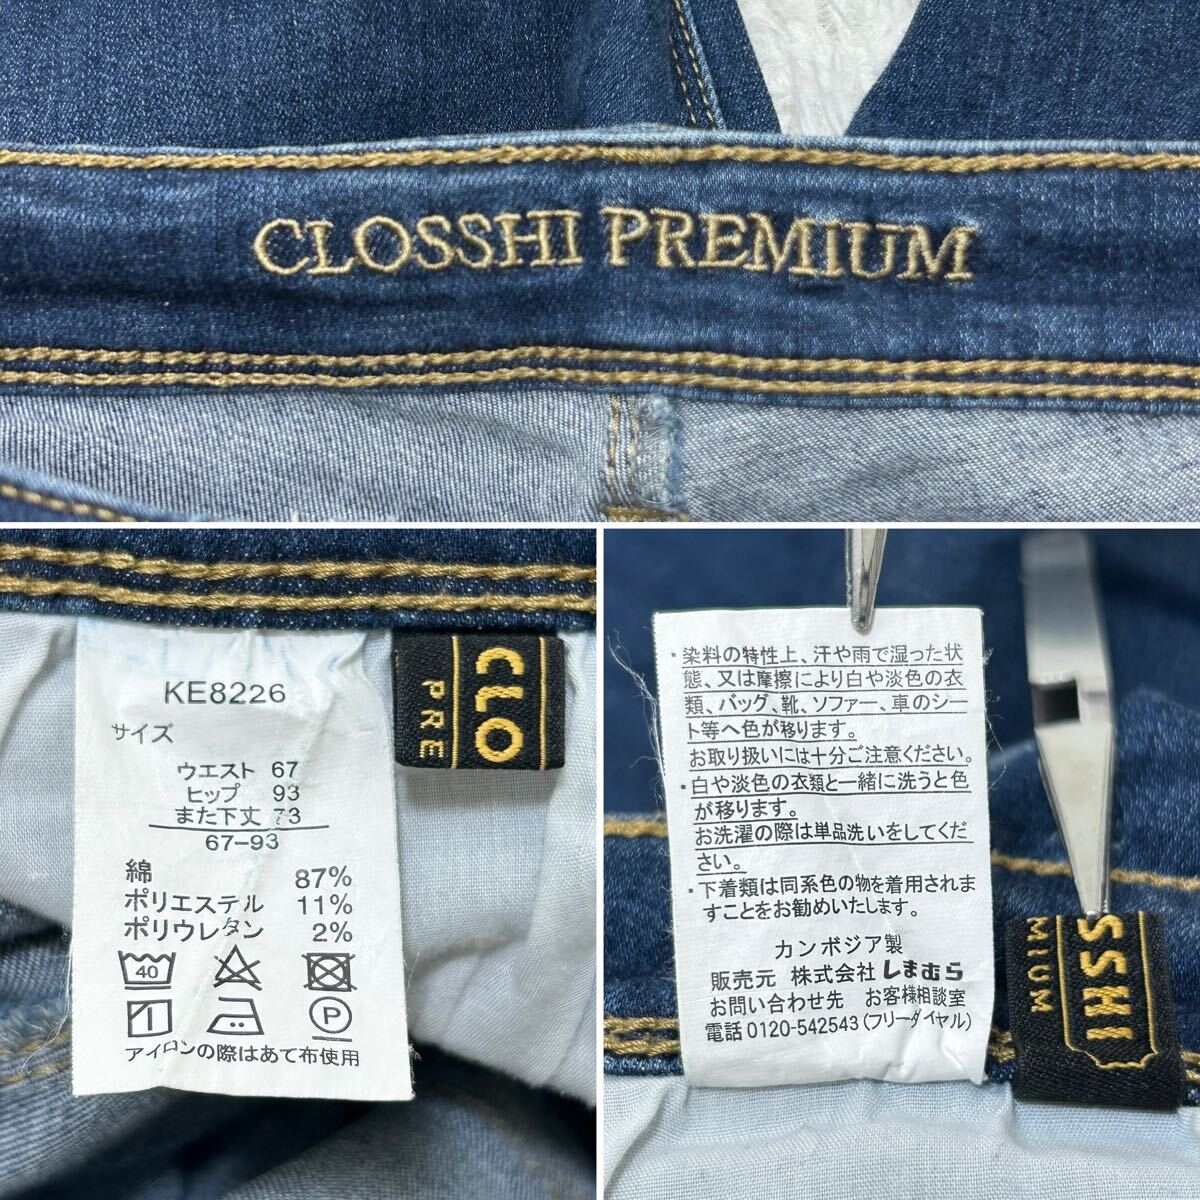 CLOSSHI PREMIUM
KE8226
サイズ
ウエスト 67
ヒップ 93
また下丈 73
67-93
綿 87%
ポリエステル 11%
ポリウレタン 2%
40
P
アイロンの際はあて布使用
CLO
PRE
・染料の特性上、汗や雨で湿った状
態、又は摩擦により白や淡色の衣
類、バッグ、靴、ソファー、車のシー
ト等へ色が移ります。
お取り扱いには十分ご注意ください。
・白や淡色の衣類と一緒に洗うと色
が移ります。
お洗濯の際は単品洗いをしてくだ
さい。
・下着類は同系色の物を着用されま
すことをお勧めいたします。
カンボジア製
販売元 株式会社しまむら
お問い合わせ先 お客様相談室
電話 0120-542543 (フリーダイヤル)
SSHI
MIUM